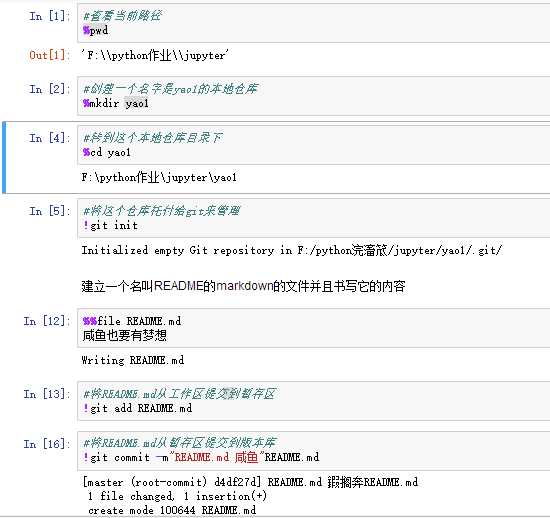 In [1]: #查看当前路径
%pwd
Out[1]: 'F:\\python作业\\jupyter'
In [2]: #创建一个名字是yao1的本地仓库
%mkdir yao1
In [4]: #转到这个本地仓库目录下
%cd yao1
F:\python作业\jupyter\yao1
In [5]: #将这个仓库托付给git来管理
!git init
Initialized empty Git repository in F:/python浣滀笟/jupyter/yao1/.git/
建立一个名叫README的markdown的文件并且书写它的内容
In [12]: %%file README.md
咸鱼也要有梦想
Writing README.md
In [13]: #将README.md从工作区提交到暂存区
!git add README.md
In [16]: #将README.md从暂存区提交到版本库
!git commit -m"README.md 咸鱼"README.md
[master (root-commit) d4df27d] README.md 鍜搁奔README.md
1 file changed, 1 insertion(+)
create mode 100644 README.md